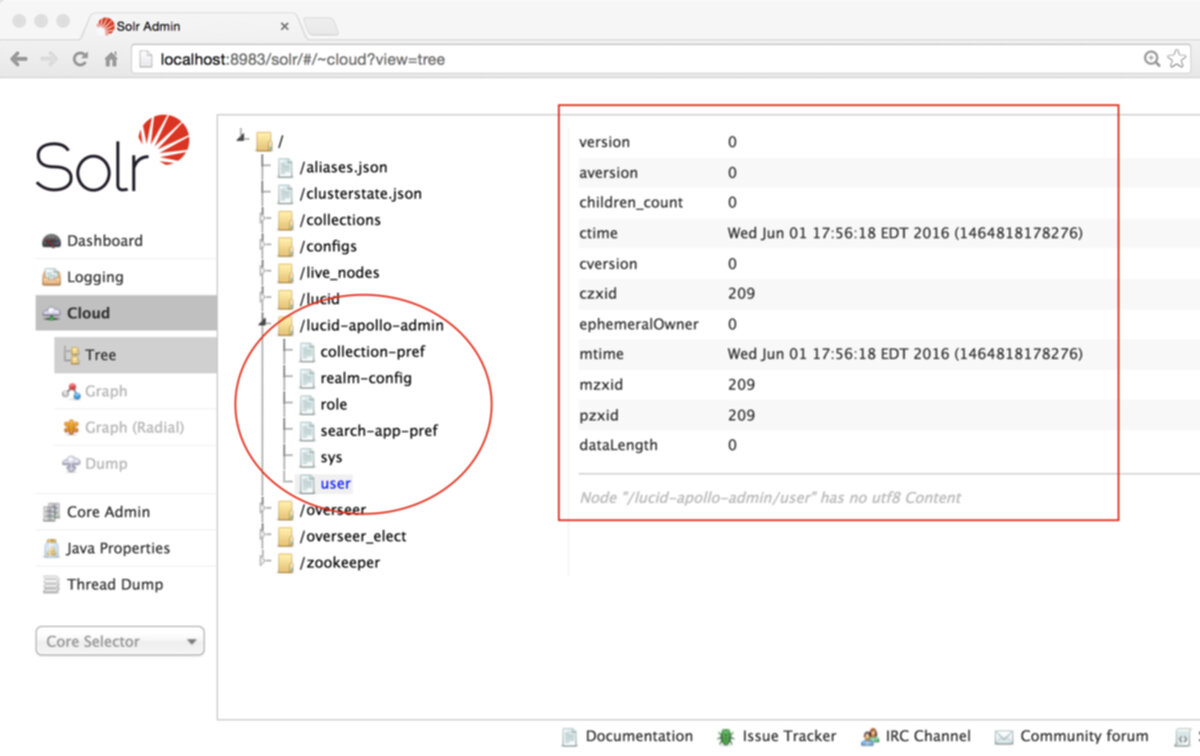 Solr Admin
localhost:8983/solr/#/~cloud?view=tree
Solr
Dashboard
Logging
Cloud
Tree
Graph
Graph (Radial)
Dump
Core Admin
Java Properties
Thread Dump
Core Selector
/
/aliases.json
/clusterstate.json
/collections
/configs
/live_nodes
/lucid
/lucid-apollo-admin
collection-pref
realm-config
role
search-app-pref
sys
user
/overseer
/overseer_elect
/zookeeper
version 0
aversion 0
children_count 0
ctime Wed Jun 01 17:56:18 EDT 2016 (1464818178276)
cversion 0
czxid 209
ephemeralOwner 0
mtime Wed Jun 01 17:56:18 EDT 2016 (1464818178276)
mzxid 209
pzxid 209
dataLength 0
Node "/lucid-apollo-admin/user" has no utf8 Content
Documentation Issue Tracker IRC Channel Community forum